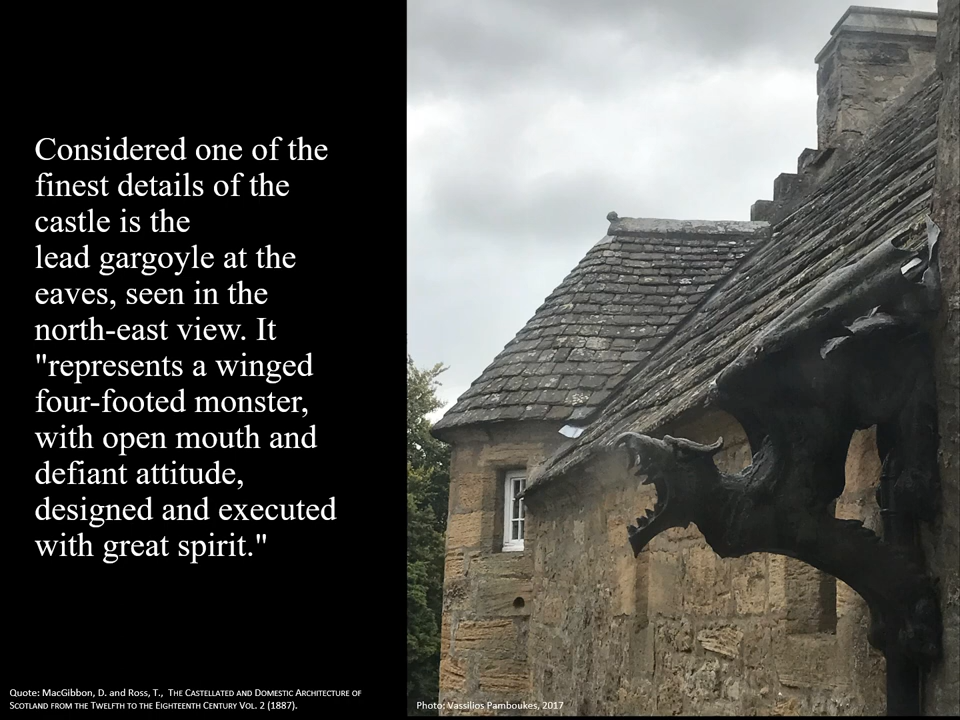 Considered one of the
finest details of the
castle is the
lead gargoyle at the
eaves, seen in the
north-east view. It
"represents a winged
four-footed monster,
with open mouth and
defiant attitude,
designed and executed
with great spirit."
Quote: MacGibbon, D. and Ross, T., The Castellated and Domestic Architecture of
Scotland from the Twelfth to the Eighteenth Century Vol. 2 (1887).
Photo: Vassilios Pamboukes, 2017